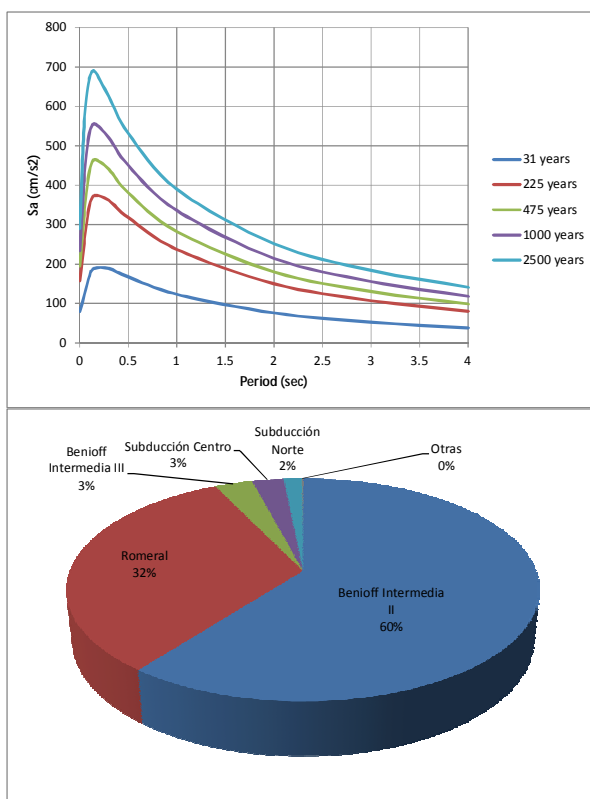 800
700
600
500
400
300
200
100
0
Sa (cm/s2)
0 0.5 1 1.5 2 2.5 3 3.5 4
Period (sec)
31 years
225 years
475 years
1000 years
2500 years
Subducción
Norte
2%
Otras
0%
Subducción Centro
3%
Benioff
Intermedia III
3%
Romeral
32%
Benioff Intermedia
II
60%